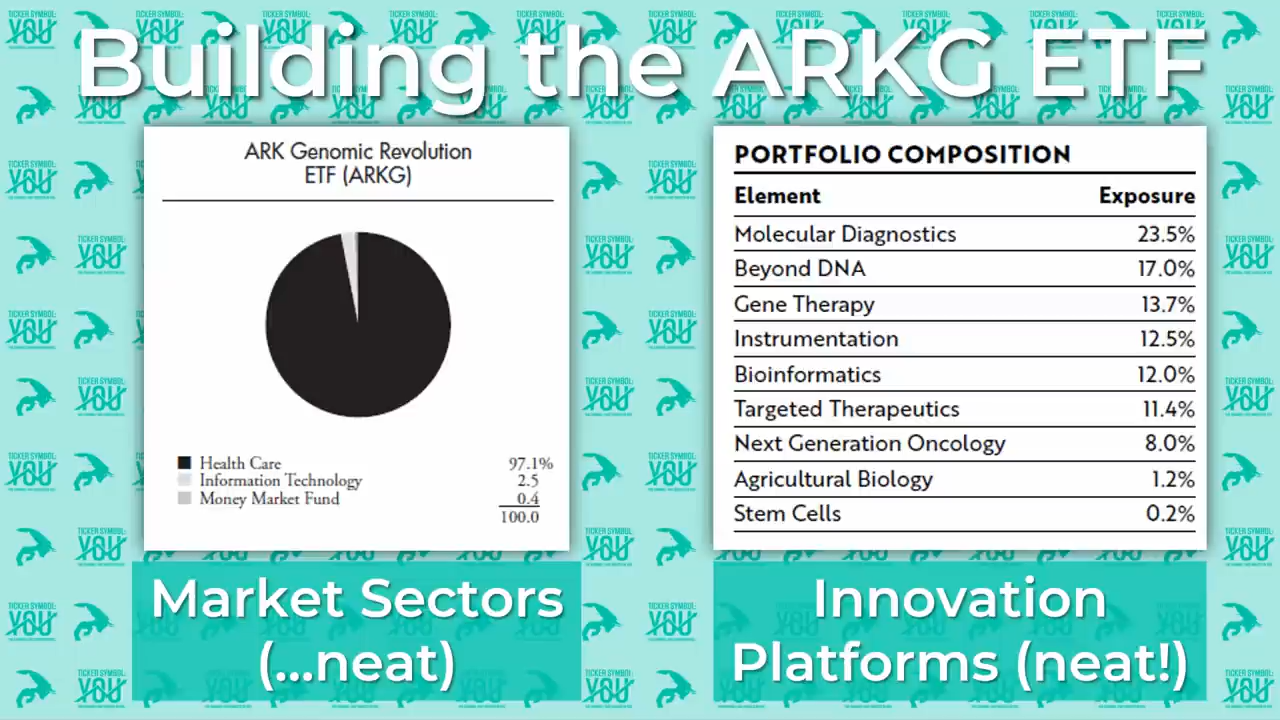 Building the ARKG ETF
ARK Genomic Revolution
ETF (ARKG)
Health Care 97.1%
Information Technology 2.5
Money Market Fund 0.4
100.0
Market Sectors
(...neat)
PORTFOLIO COMPOSITION
Element Exposure
Molecular Diagnostics 23.5%
Beyond DNA 17.0%
Gene Therapy 13.7%
Instrumentation 12.5%
Bioinformatics 12.0%
Targeted Therapeutics 11.4%
Next Generation Oncology 8.0%
Agricultural Biology 1.2%
Stem Cells 0.2%
Innovation
Platforms (neat!)
TICKER SYMBOL:
YOU